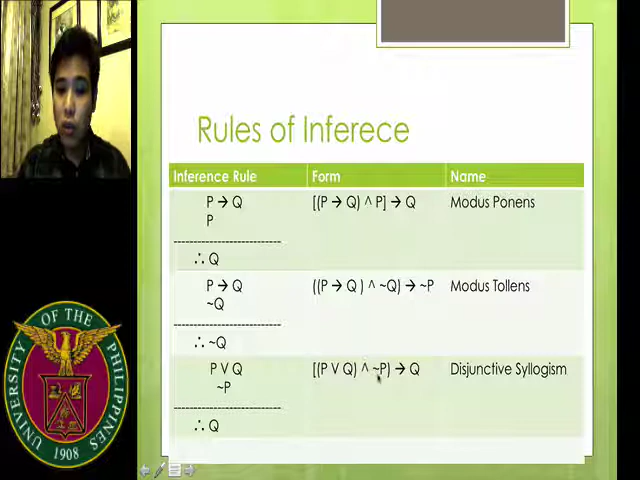 Rules of Inferece
Inference Rule Form Name
P → Q [(P → Q) ^ P] → Q Modus Ponens
P
---------------------------
∴ Q
P → Q ((P → Q ) ^ ~Q) → ~P Modus Tollens
~Q
---------------------------
∴ ~Q
P V Q [(P V Q) ^ ~P) → Q Disjunctive Syllogism
~P
---------------------------
∴ Q
UNIVERSITY OF THE PHILIPPINES
1908